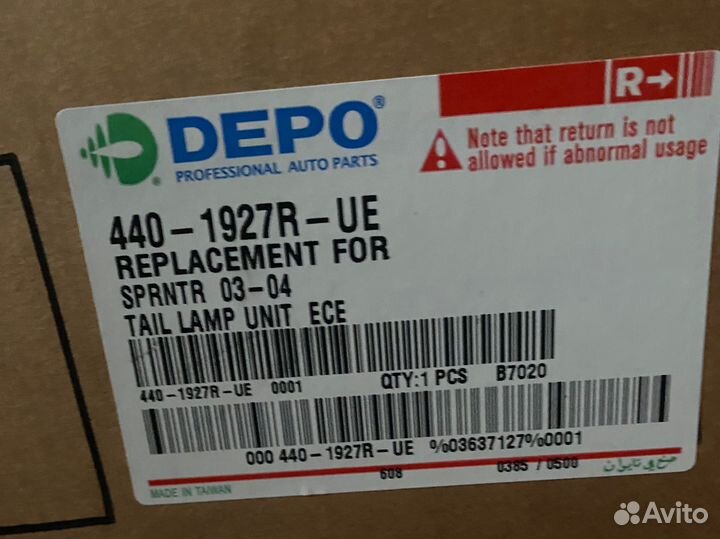 DEPO®
PROFESSIONAL AUTO PARTS
R→
Note that return is not
allowed if abnormal usage
440-1927R-UE
REPLACEMENT FOR
SPRNTR 03-04
TAIL LAMP UNIT ECE
440-1927R-UE 0001 QTY:1 PCS B7020
000 440-1927R-UE %03637127%0001
MADE IN TAIWAN
608
0385 / 0500
Avito